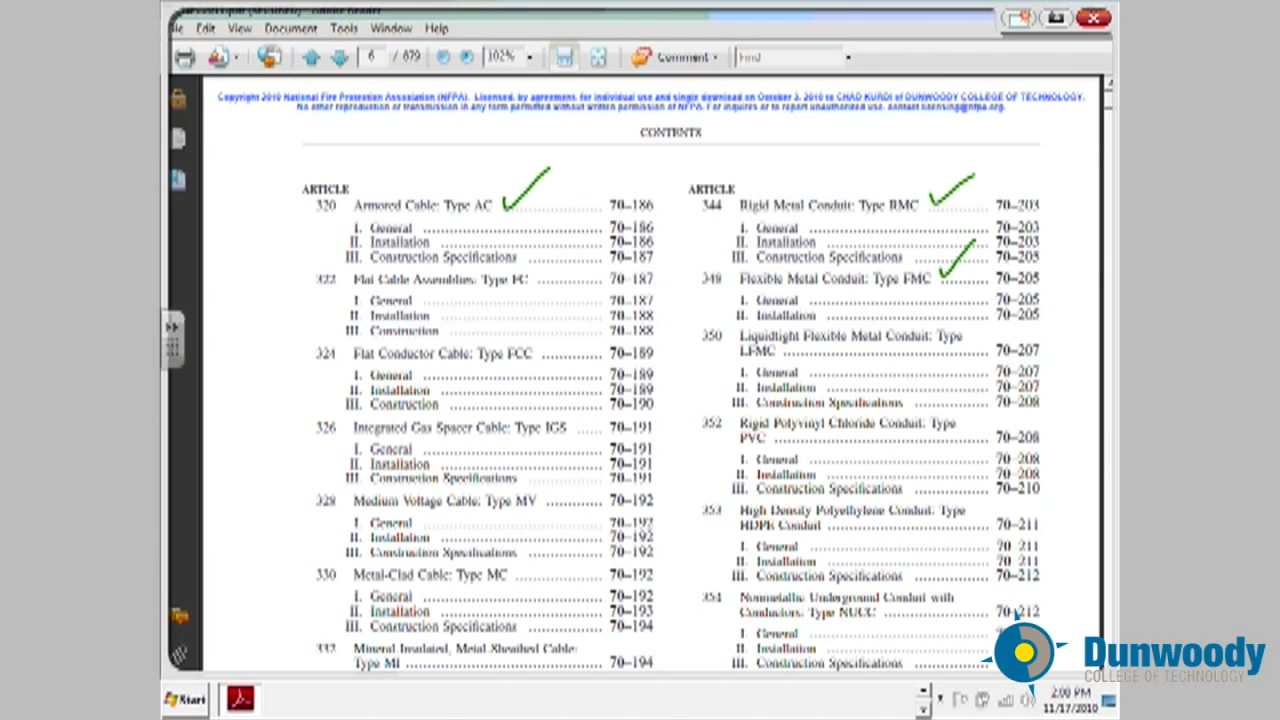 File Edit View Document Tools Window Help
6 / 879 102% Comment Find
Copyright 2010 National Fire Protection Association (NFPA). Licensed, by agreement, for individual use and single download on October 3, 2010 to CHAD KURDI of DUNWOODY COLLEGE OF TECHNOLOGY.
No other reproduction or transmission in any form permitted without written permission of NFPA. For inquires or to report unauthorized use, contact licensing@nfpa.org.
CONTENTS
ARTICLE
320 Armored Cable: Type AC 70–186
I. General 70–186
II. Installation 70–186
III. Construction Specifications 70–187
322 Flat Cable Assemblies: Type FC 70–187
I. General 70–187
II. Installation 70–188
III. Construction 70–188
324 Flat Conductor Cable: Type FCC 70–189
I. General 70–189
II. Installation 70–189
III. Construction 70–190
326 Integrated Gas Spacer Cable: Type IGS 70–191
I. General 70–191
II. Installation 70–191
III. Construction Specifications 70–191
328 Medium Voltage Cable: Type MV 70–192
I. General 70–192
II. Installation 70–192
III. Construction Specifications 70–192
330 Metal-Clad Cable: Type MC 70–192
I. General 70–192
II. Installation 70–193
III. Construction Specifications 70–194
332 Mineral-Insulated, Metal-Sheathed Cable:
Type MI 70–194
ARTICLE
344 Rigid Metal Conduit: Type RMC 70–203
I. General 70–203
II. Installation 70–203
III. Construction Specifications 70–205
348 Flexible Metal Conduit: Type FMC 70–205
I. General 70–205
II. Installation 70–205
350 Liquidtight Flexible Metal Conduit: Type
LFMC 70–207
I. General 70–207
II. Installation 70–207
III. Construction Specifications 70–208
352 Rigid Polyvinyl Chloride Conduit: Type
PVC 70–208
I. General 70–208
II. Installation 70–208
III. Construction Specifications 70–210
353 High Density Polyethylene Conduit: Type
HDPE Conduit 70–211
I. General 70–211
II. Installation 70–211
III. Construction Specifications 70–212
354 Nonmetallic Underground Conduit with
Conductors: Type NUCC 70–212
I. General
II. Installation
III. Construction Specifications
Dunwoody
COLLEGE OF TECHNOLOGY
Start
2:00 PM
11/17/2010